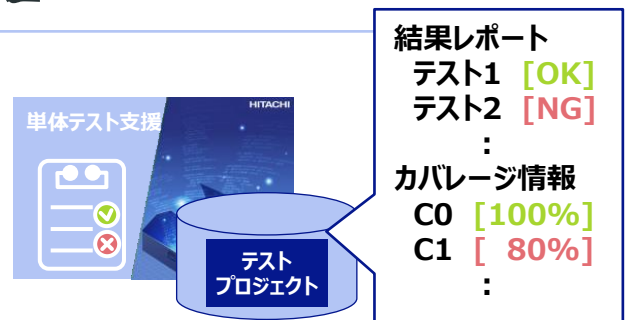 結果レポート
テスト1 [OK]
テスト2 [NG]
:
カバレージ情報
C0 [100%]
C1 [ 80%]
:
単体テスト支援
HITACHI
テスト
プロジェクト